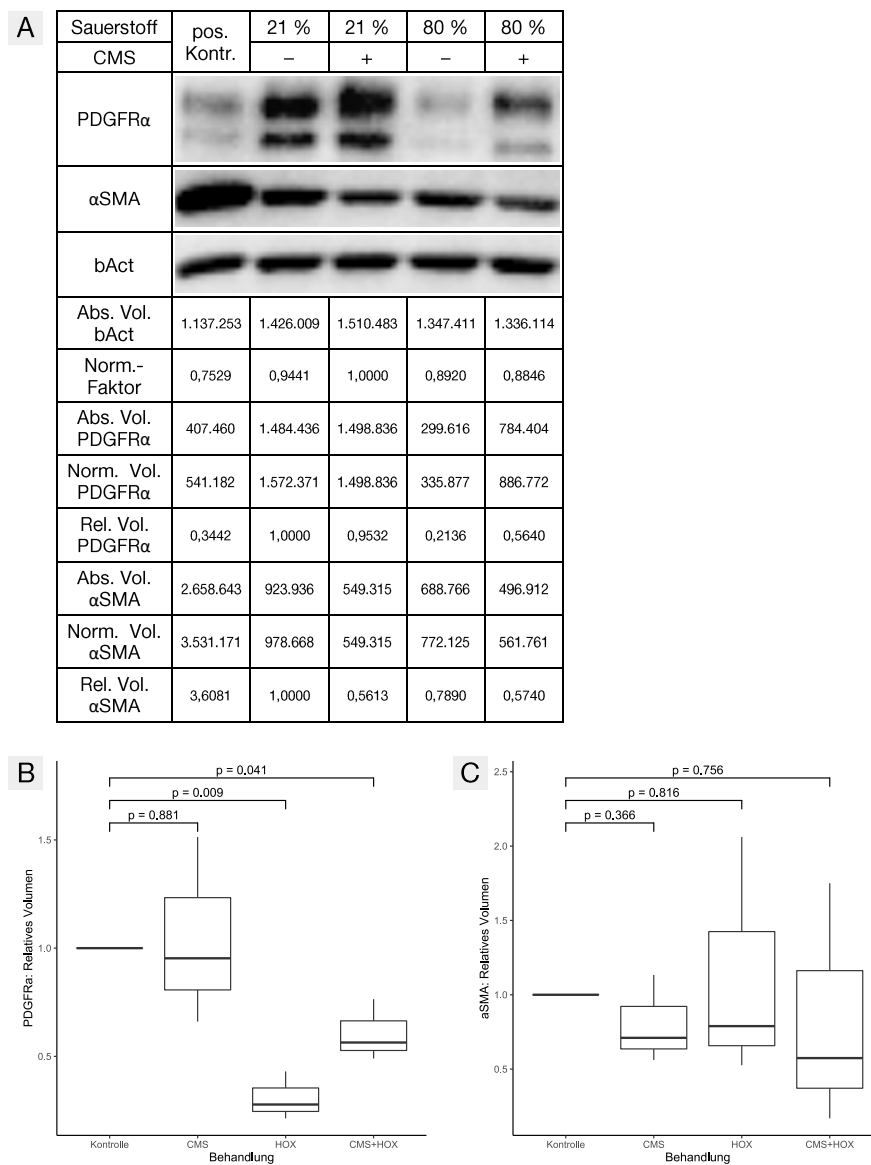 A
Sauerstoff pos. Kontr. 21 % 21 % 80 % 80 %
CMS – + – +
PDGFRα
αSMA
bAct
Abs. Vol. bAct 1.137.253 1.426.009 1.510.483 1.347.411 1.336.114
Norm.-Faktor 0,7529 0,9441 1,0000 0,8920 0,8846
Abs. Vol. PDGFRα 407.460 1.484.436 1.498.836 299.616 784.404
Norm. Vol. PDGFRα 541.182 1.572.371 1.498.836 335.877 886.772
Rel. Vol. PDGFRα 0,3442 1,0000 0,9532 0,2136 0,5640
Abs. Vol. αSMA 2.658.643 923.936 549.315 688.766 496.912
Norm. Vol. αSMA 3.531.171 978.668 549.315 772.125 561.761
Rel. Vol. αSMA 3,6081 1,0000 0,5613 0,7890 0,5740
B
p = 0.041
p = 0.009
p = 0.881
1.5
1.0
0.5
PDGFRa: Relatives Volumen
Kontrolle CMS HOX CMS+HOX
Behandlung
C
p = 0.756
p = 0.816
p = 0.366
2.5
2.0
1.5
1.0
0.5
aSMA: Relatives Volumen
Kontrolle CMS HOX CMS+HOX
Behandlung